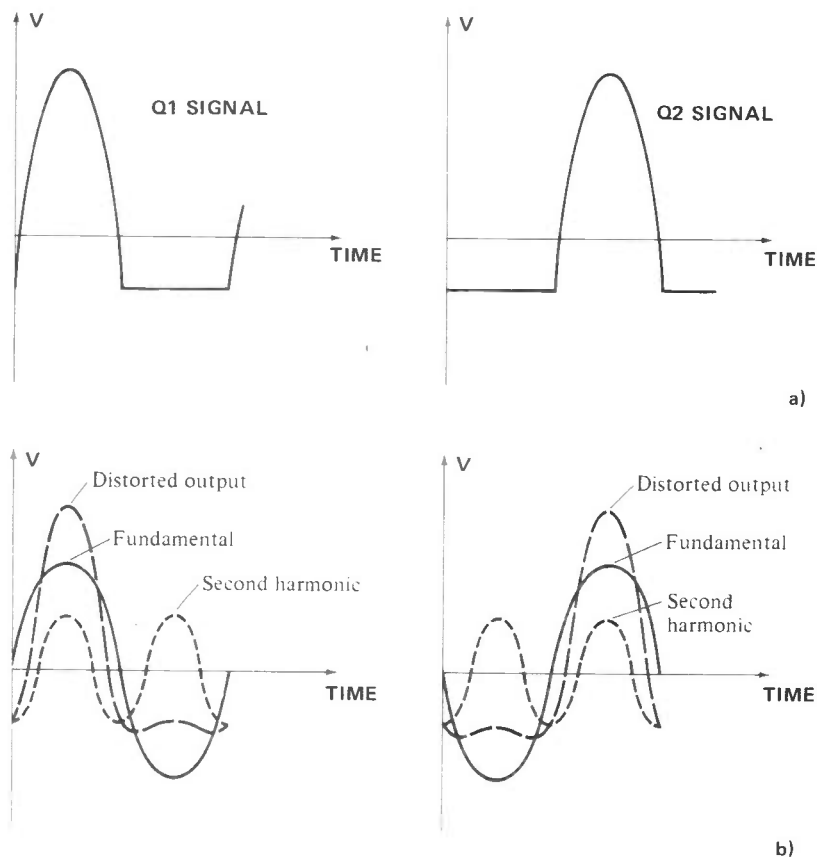 V
Q1 SIGNAL
TIME
V
Q2 SIGNAL
TIME
a)
V
Distorted output
Fundamental
Second harmonic
TIME
V
Distorted output
Fundamental
Second
harmonic
TIME
b)